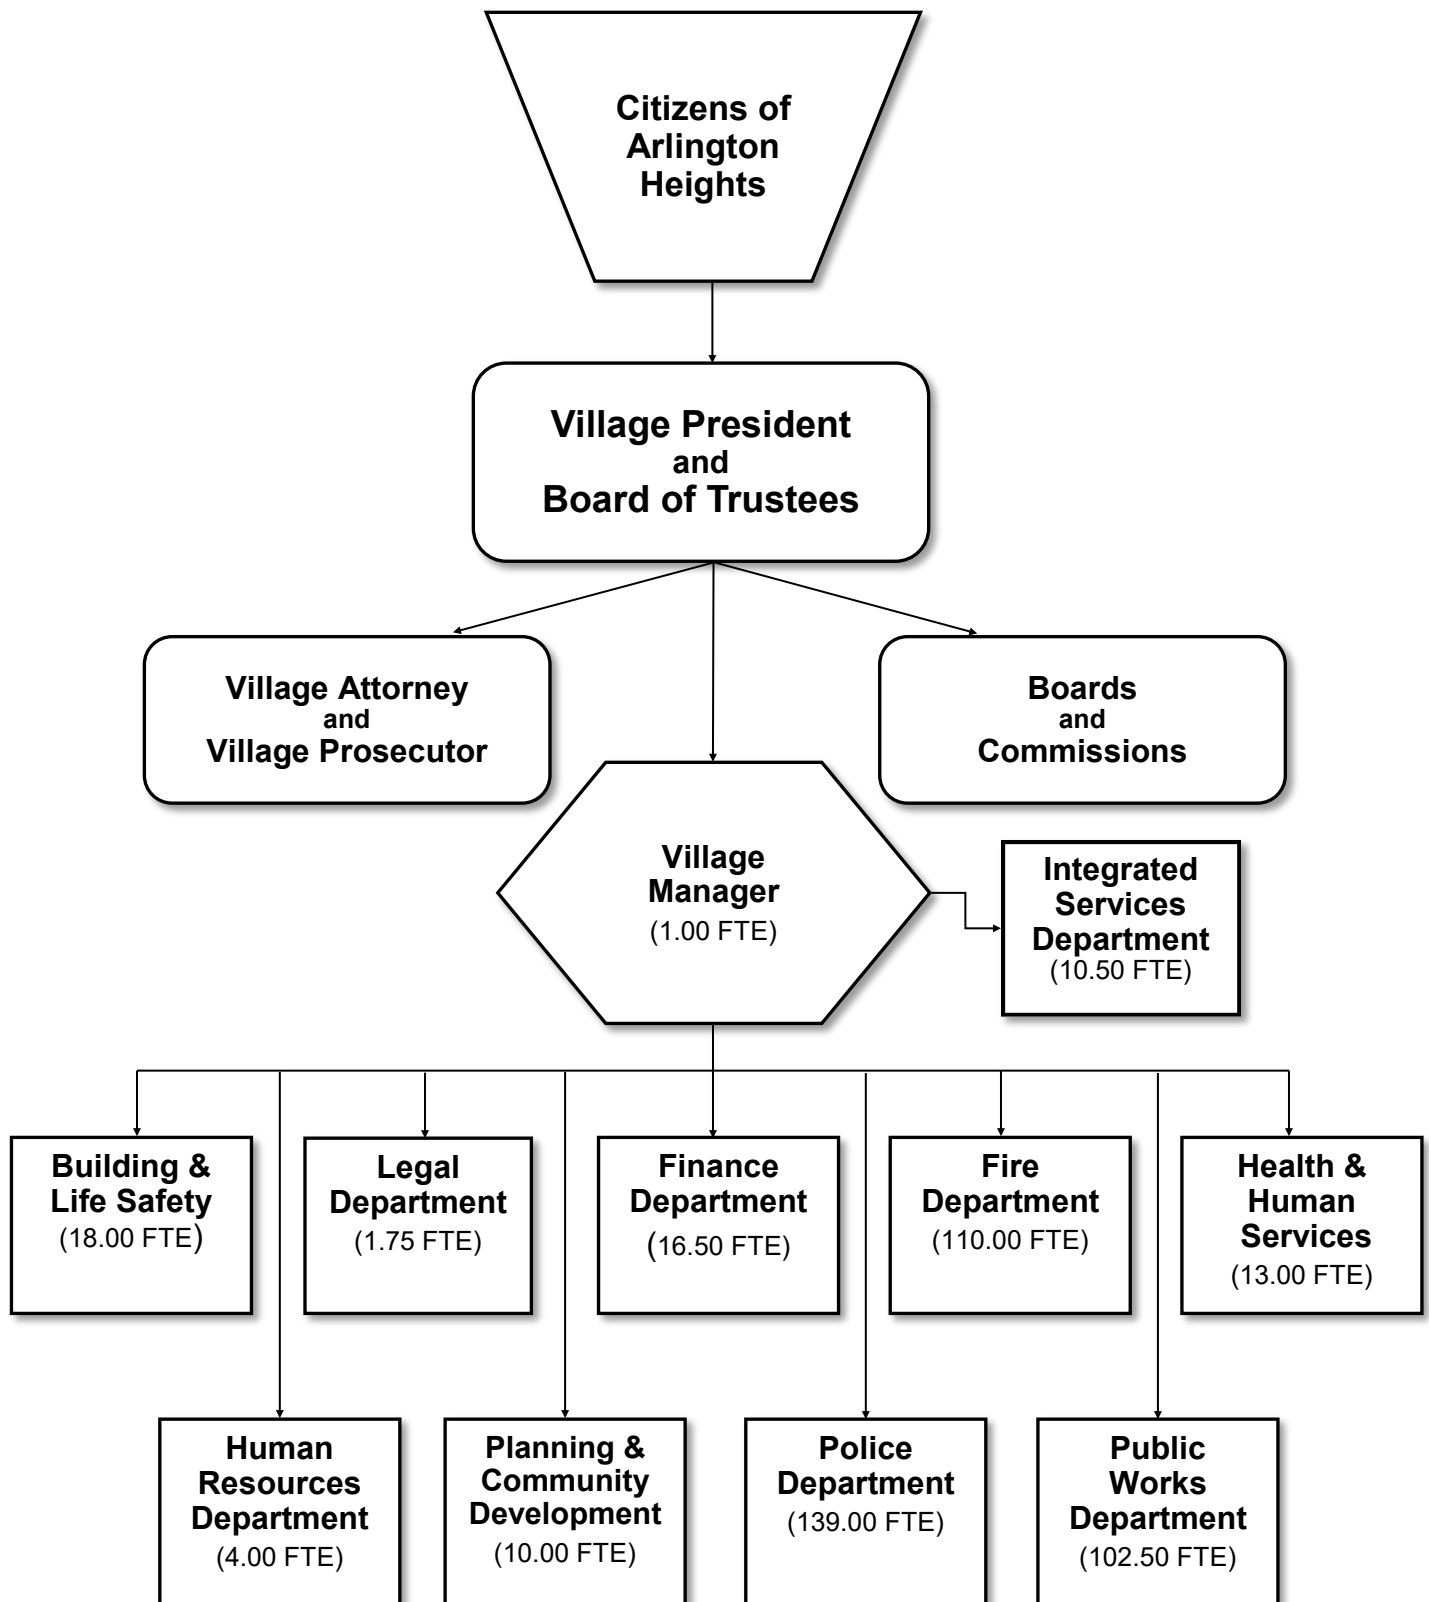 Citizens of
Arlington
Heights
Village President
and
Board of Trustees
Village Attorney
and
Village Prosecutor
Boards
and
Commissions
Village
Manager
(1.00 FTE)
Integrated
Services
Department
(10.50 FTE)
Building &
Life Safety
(18.00 FTE)
Legal
Department
(1.75 FTE)
Finance
Department
(16.50 FTE)
Fire
Department
(110.00 FTE)
Health &
Human
Services
(13.00 FTE)
Human
Resources
Department
(4.00 FTE)
Planning &
Community
Development
(10.00 FTE)
Police
Department
(139.00 FTE)
Public
Works
Department
(102.50 FTE)